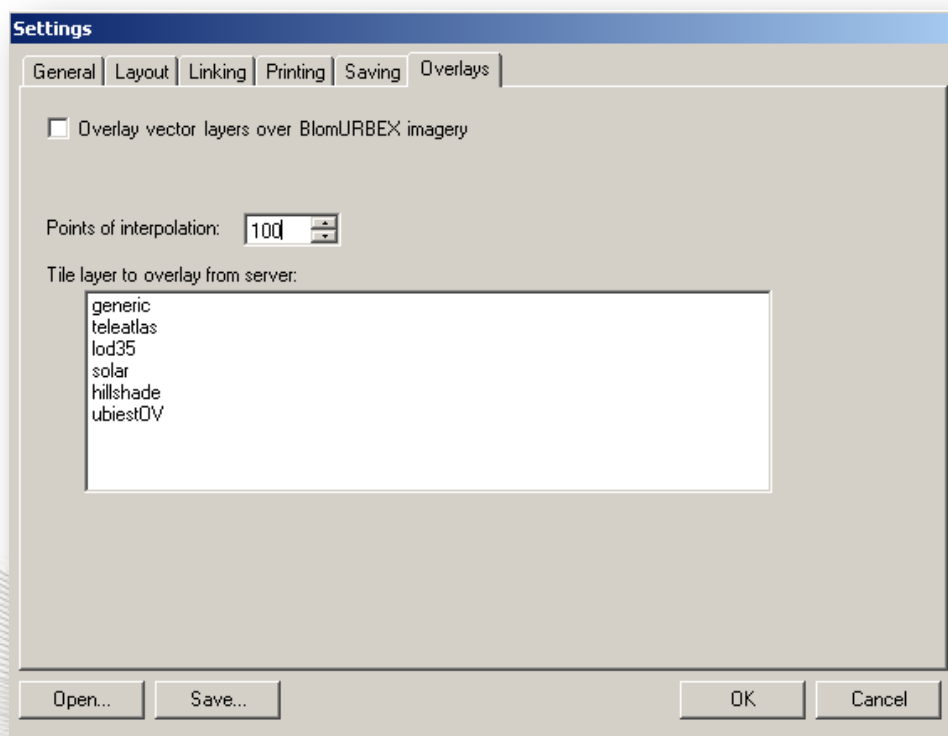 Settings
General Layout Linking Printing Saving Overlays
Overlay vector layers over BlomURBEX imagery
Points of interpolation: 100
Tile layer to overlay from server:
generic
teleatlas
lod35
solar
hillshade
ubiestOV
Open... Save... OK Cancel